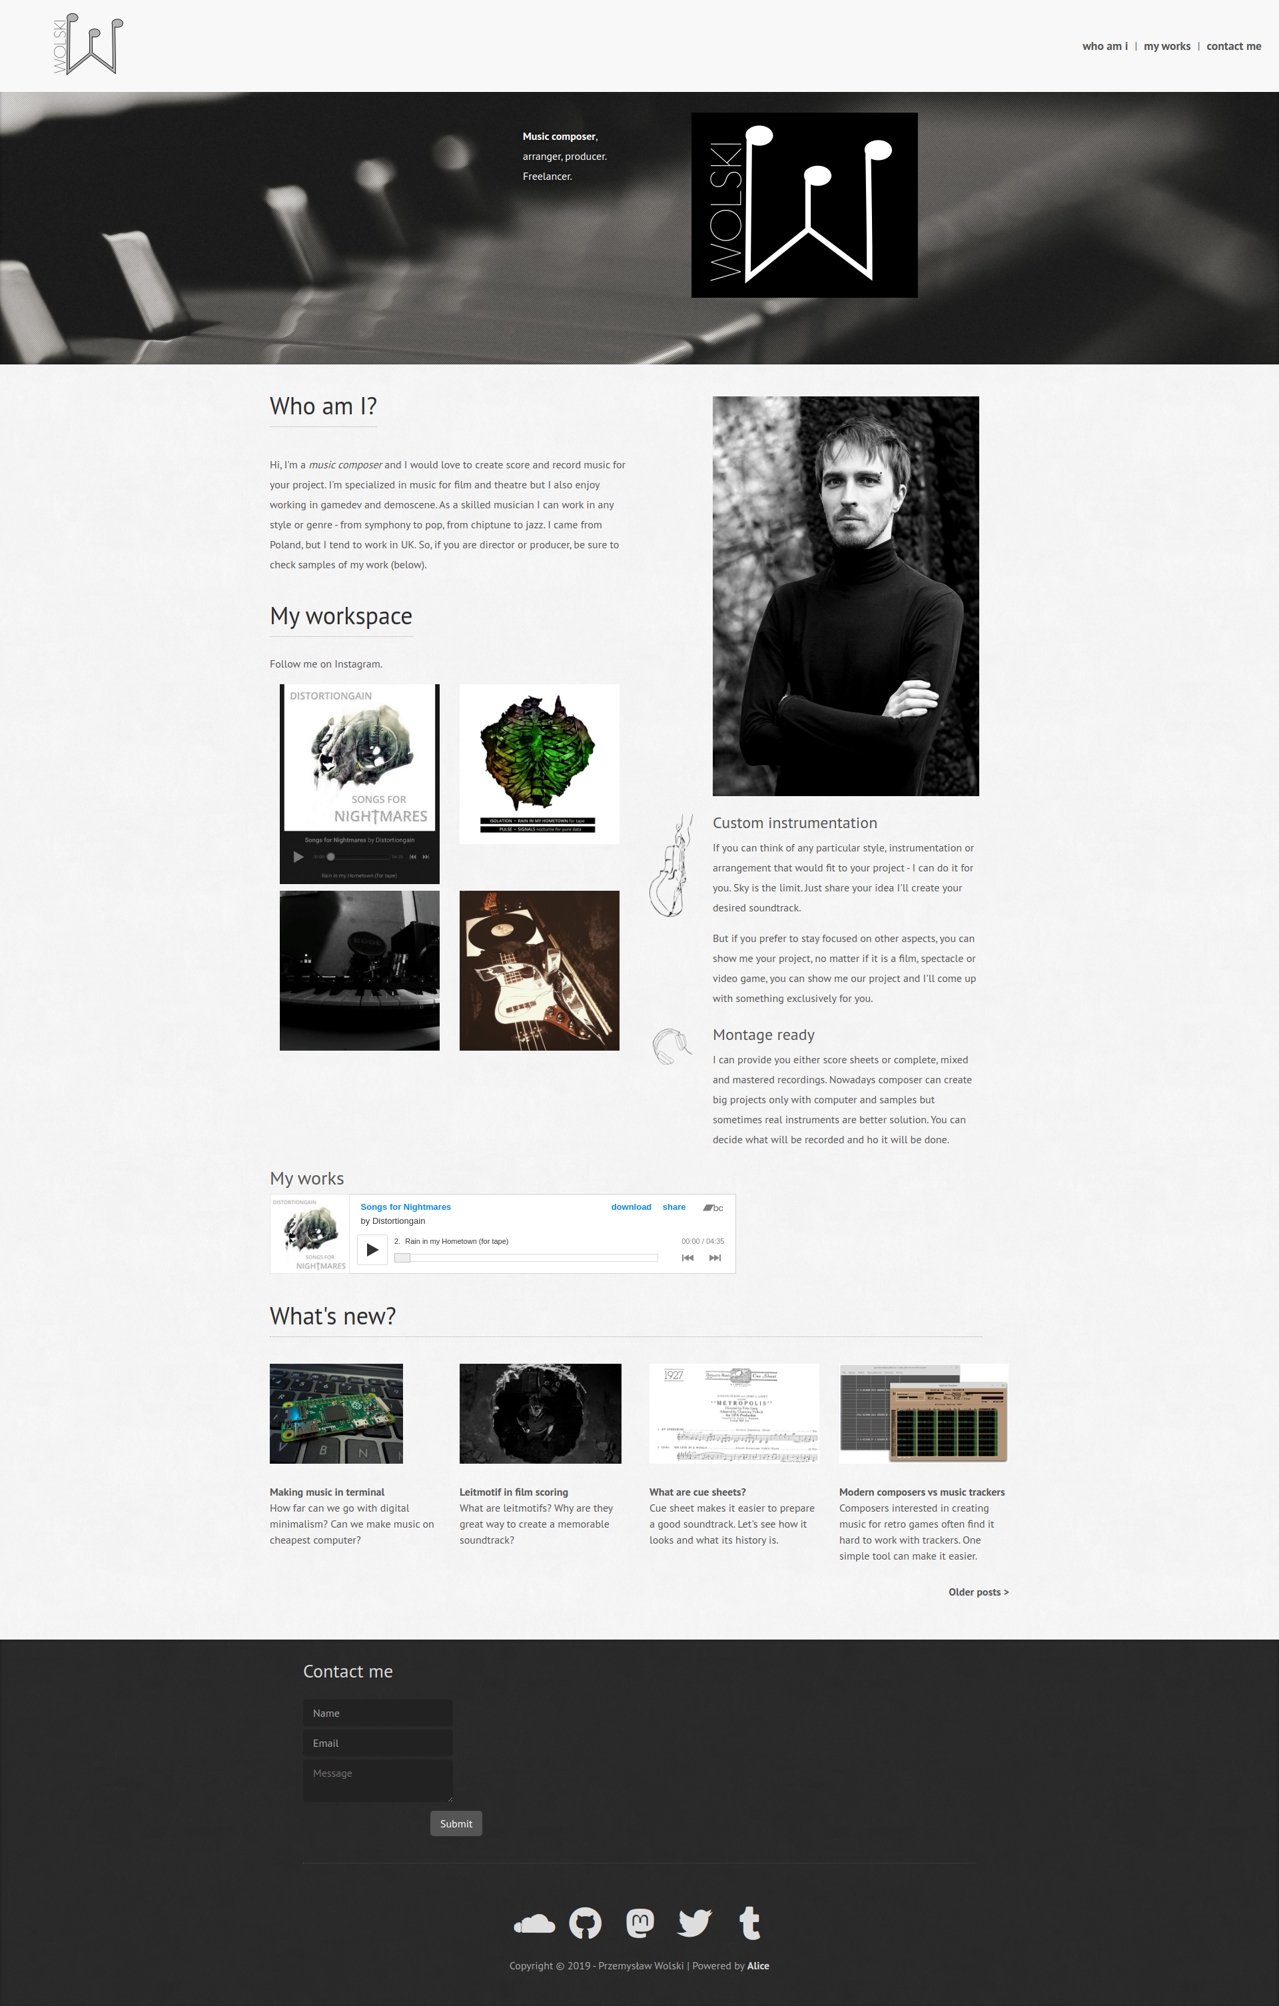 WOLSKI
who am i | my works | contact me
Music composer,
arranger, producer.
Freelancer.
WOLSKI
Who am I?
Hi, I'm a music composer and I would love to create score and record music for
your project. I'm specialized in music for film and theatre but I also enjoy
working in gamedev and demoscene. As a skilled musician I can work in any
style or genre - from symphony to pop, from chiptune to jazz. I came from
Poland, but I tend to work in UK. So, if you are director or producer, be sure to
check samples of my work (below).
My workspace
Follow me on Instagram.
DISTORTIONGAIN
SONGS FOR
NIGHTMARES
Songs for Nightmares by Distortiongain
00:00
04:35
Rain in my Hometown (for tape)
ISOLATION • RAIN IN MY HOMETOWN for tape
PULSE • SIGNALS nocturne for pure data
Custom instrumentation
If you can think of any particular style, instrumentation or
arrangement that would fit to your project - I can do it for
you. Sky is the limit. Just share your idea I'll create your
desired soundtrack.
But if you prefer to stay focused on other aspects, you can
show me your project, no matter if it is a film, spectacle or
video game, you can show me our project and I'll come up
with something exclusively for you.
Montage ready
I can provide you either score sheets or complete, mixed
and mastered recordings. Nowadays composer can create
big projects only with computer and samples but
sometimes real instruments are better solution. You can
decide what will be recorded and ho it will be done.
My works
DISTORTIONGAIN
SONGS FOR
NIGHTMARES
Songs for Nightmares
download share bc
by Distortiongain
2. Rain in my Hometown (for tape)
00:00 / 04:35
What's new?
B N
1927
Cue Sheet
"METROPOLIS"
Making music in terminal
How far can we go with digital
minimalism? Can we make music on
cheapest computer?
Leitmotif in film scoring
What are leitmotifs? Why are they
great way to create a memorable
soundtrack?
What are cue sheets?
Cue sheet makes it easier to prepare
a good soundtrack. Let's see how it
looks and what its history is.
Modern composers vs music trackers
Composers interested in creating
music for retro games often find it
hard to work with trackers. One
simple tool can make it easier.
Older posts >
Contact me
Name
Email
Message
Submit
Copyright © 2019 - Przemysław Wolski | Powered by Alice